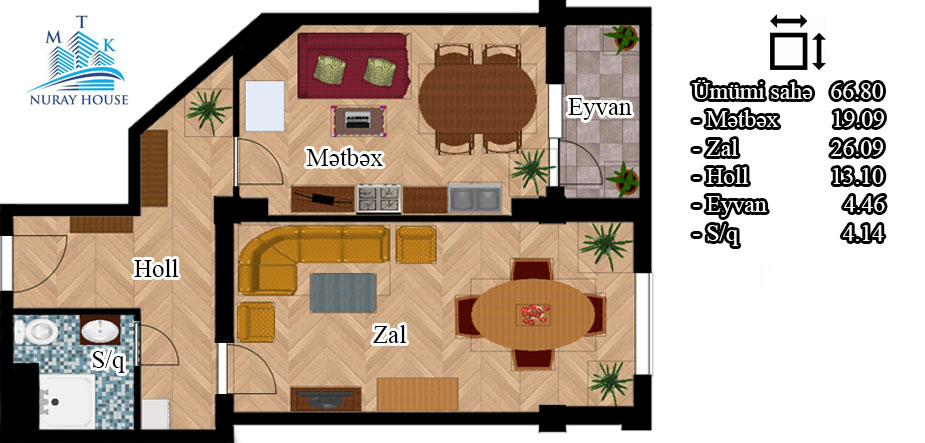 M T K
NURAY HOUSE
Eyvan
Mətbəx
Holl
Zal
S/q
Ümümi sahə 66.80
- Mətbəx 19.09
- Zal 26.09
- Holl 13.10
- Eyvan 4.46
- S/q 4.14